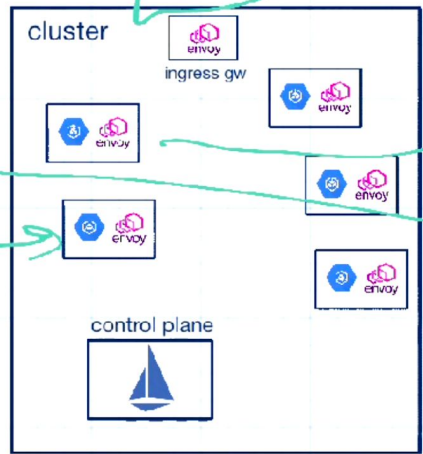 cluster
envoy
ingress gw
envoy
envoy
envoy
envoy
envoy
control plane